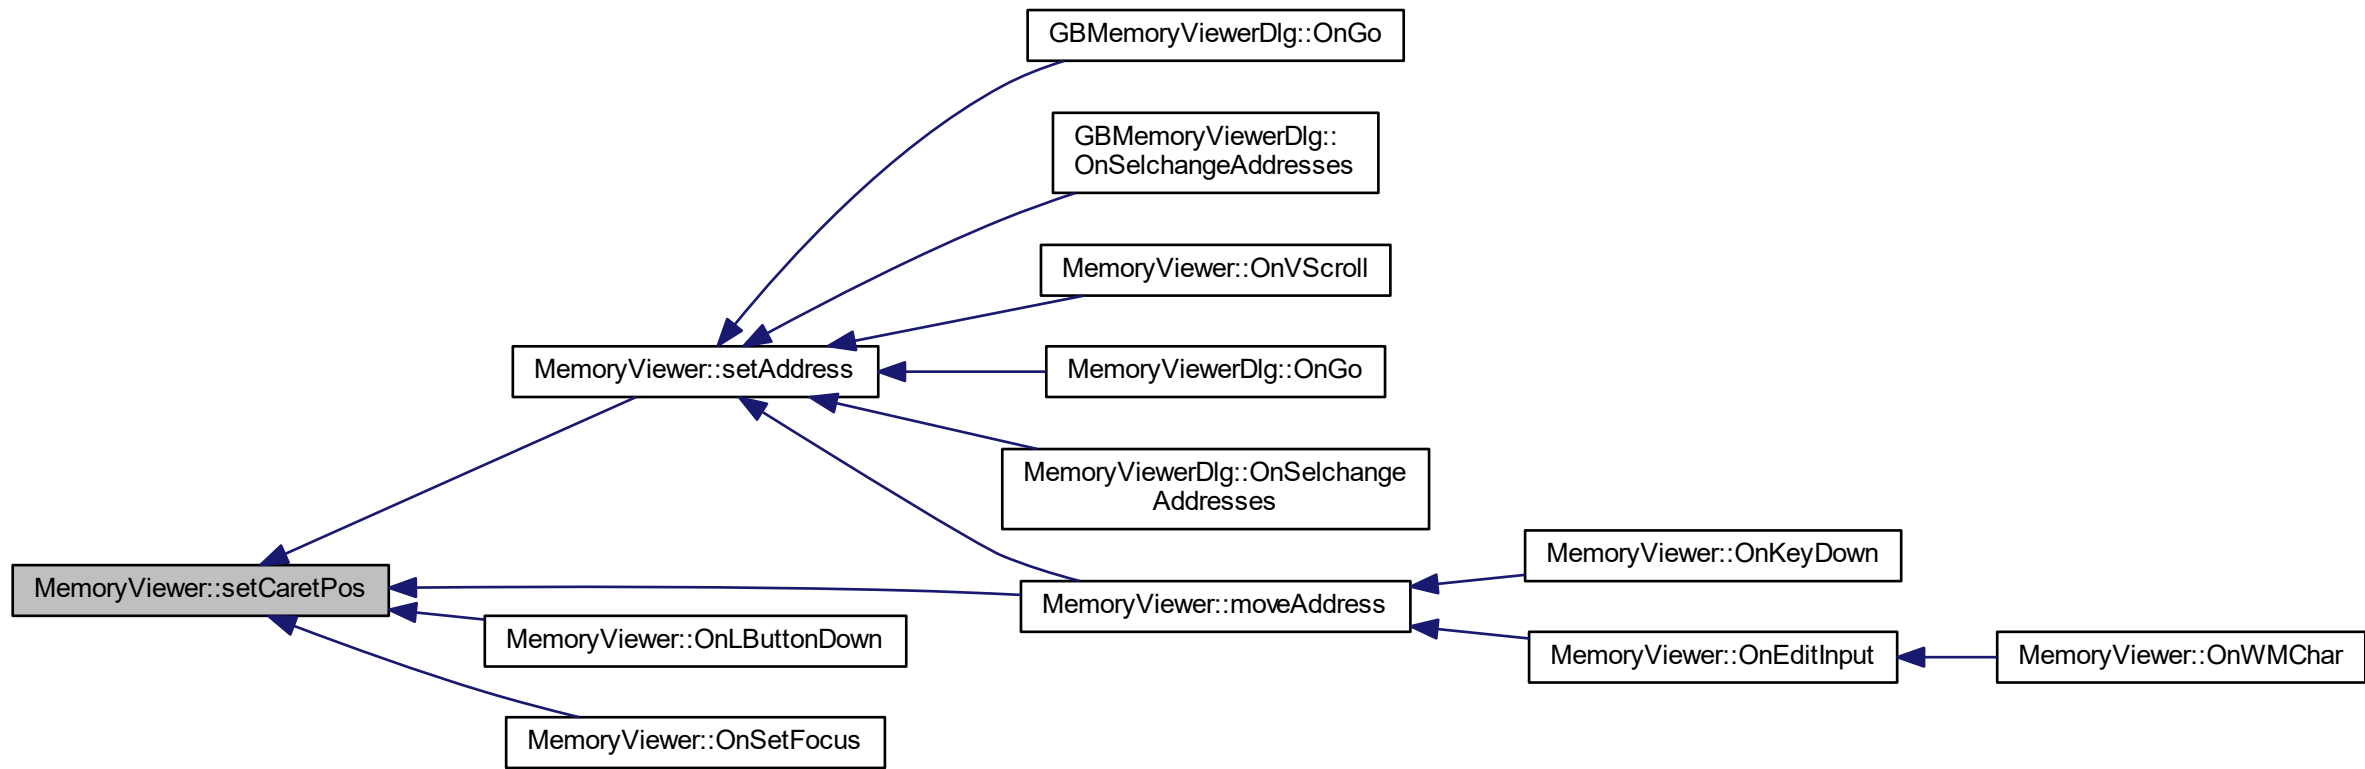 GBMemoryViewerDlg::OnGo
GBMemoryViewerDlg::
OnSelchangeAddresses
MemoryViewer::OnVScroll
MemoryViewer::setAddress
MemoryViewerDlg::OnGo
MemoryViewerDlg::OnSelchange
Addresses
MemoryViewer::OnKeyDown
MemoryViewer::setCaretPos
MemoryViewer::moveAddress
MemoryViewer::OnLButtonDown
MemoryViewer::OnEditInput
MemoryViewer::OnWMChar
MemoryViewer::OnSetFocus